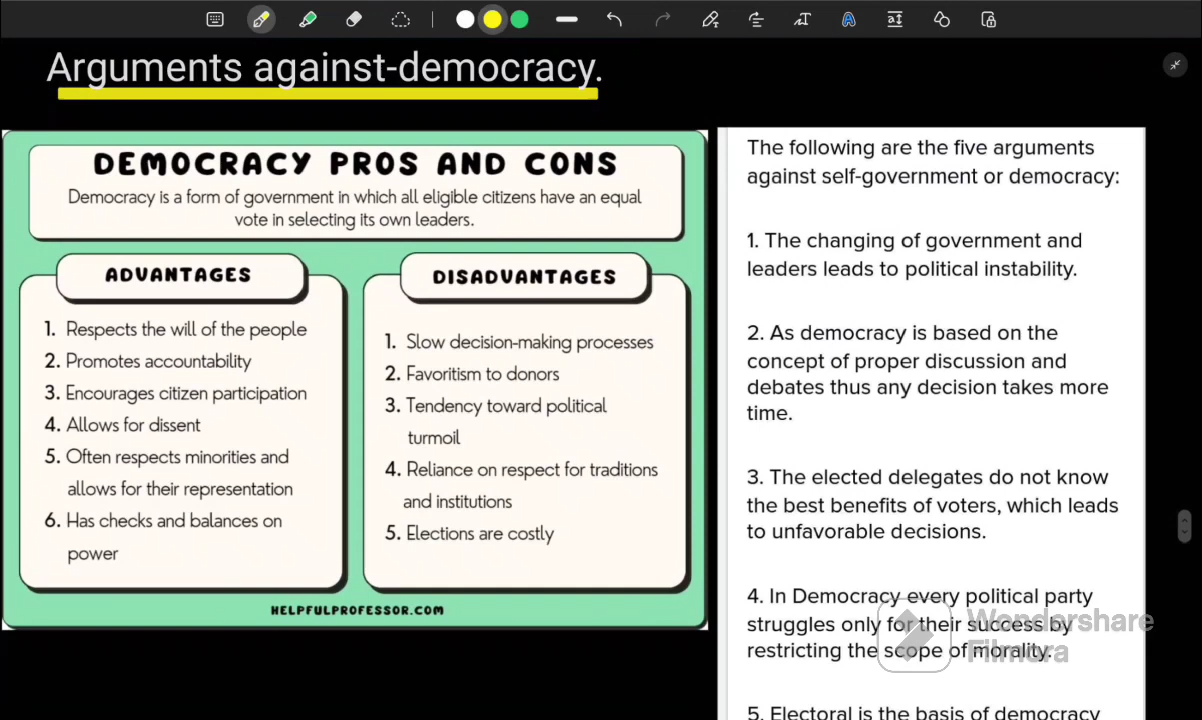 Arguments against-democracy.
DEMOCRACY PROS AND CONS
Democracy is a form of government in which all eligible citizens have an equal
vote in selecting its own leaders.
ADVANTAGES
1. Respects the will of the people
2. Promotes accountability
3. Encourages citizen participation
4. Allows for dissent
5. Often respects minorities and
allows for their representation
6. Has checks and balances on
power
DISADVANTAGES
1. Slow decision-making processes
2. Favoritism to donors
3. Tendency toward political
turmoil
4. Reliance on respect for traditions
and institutions
5. Elections are costly
HELPFULPROFESSOR.COM
The following are the five arguments
against self-government or democracy:
1. The changing of government and
leaders leads to political instability.
2. As democracy is based on the
concept of proper discussion and
debates thus any decision takes more
time.
3. The elected delegates do not know
the best benefits of voters, which leads
to unfavorable decisions.
4. In Democracy every political party
struggles only for their success by
restricting the scope of morality.
5. Electoral is the basis of democracy
Wondershare
Filmora